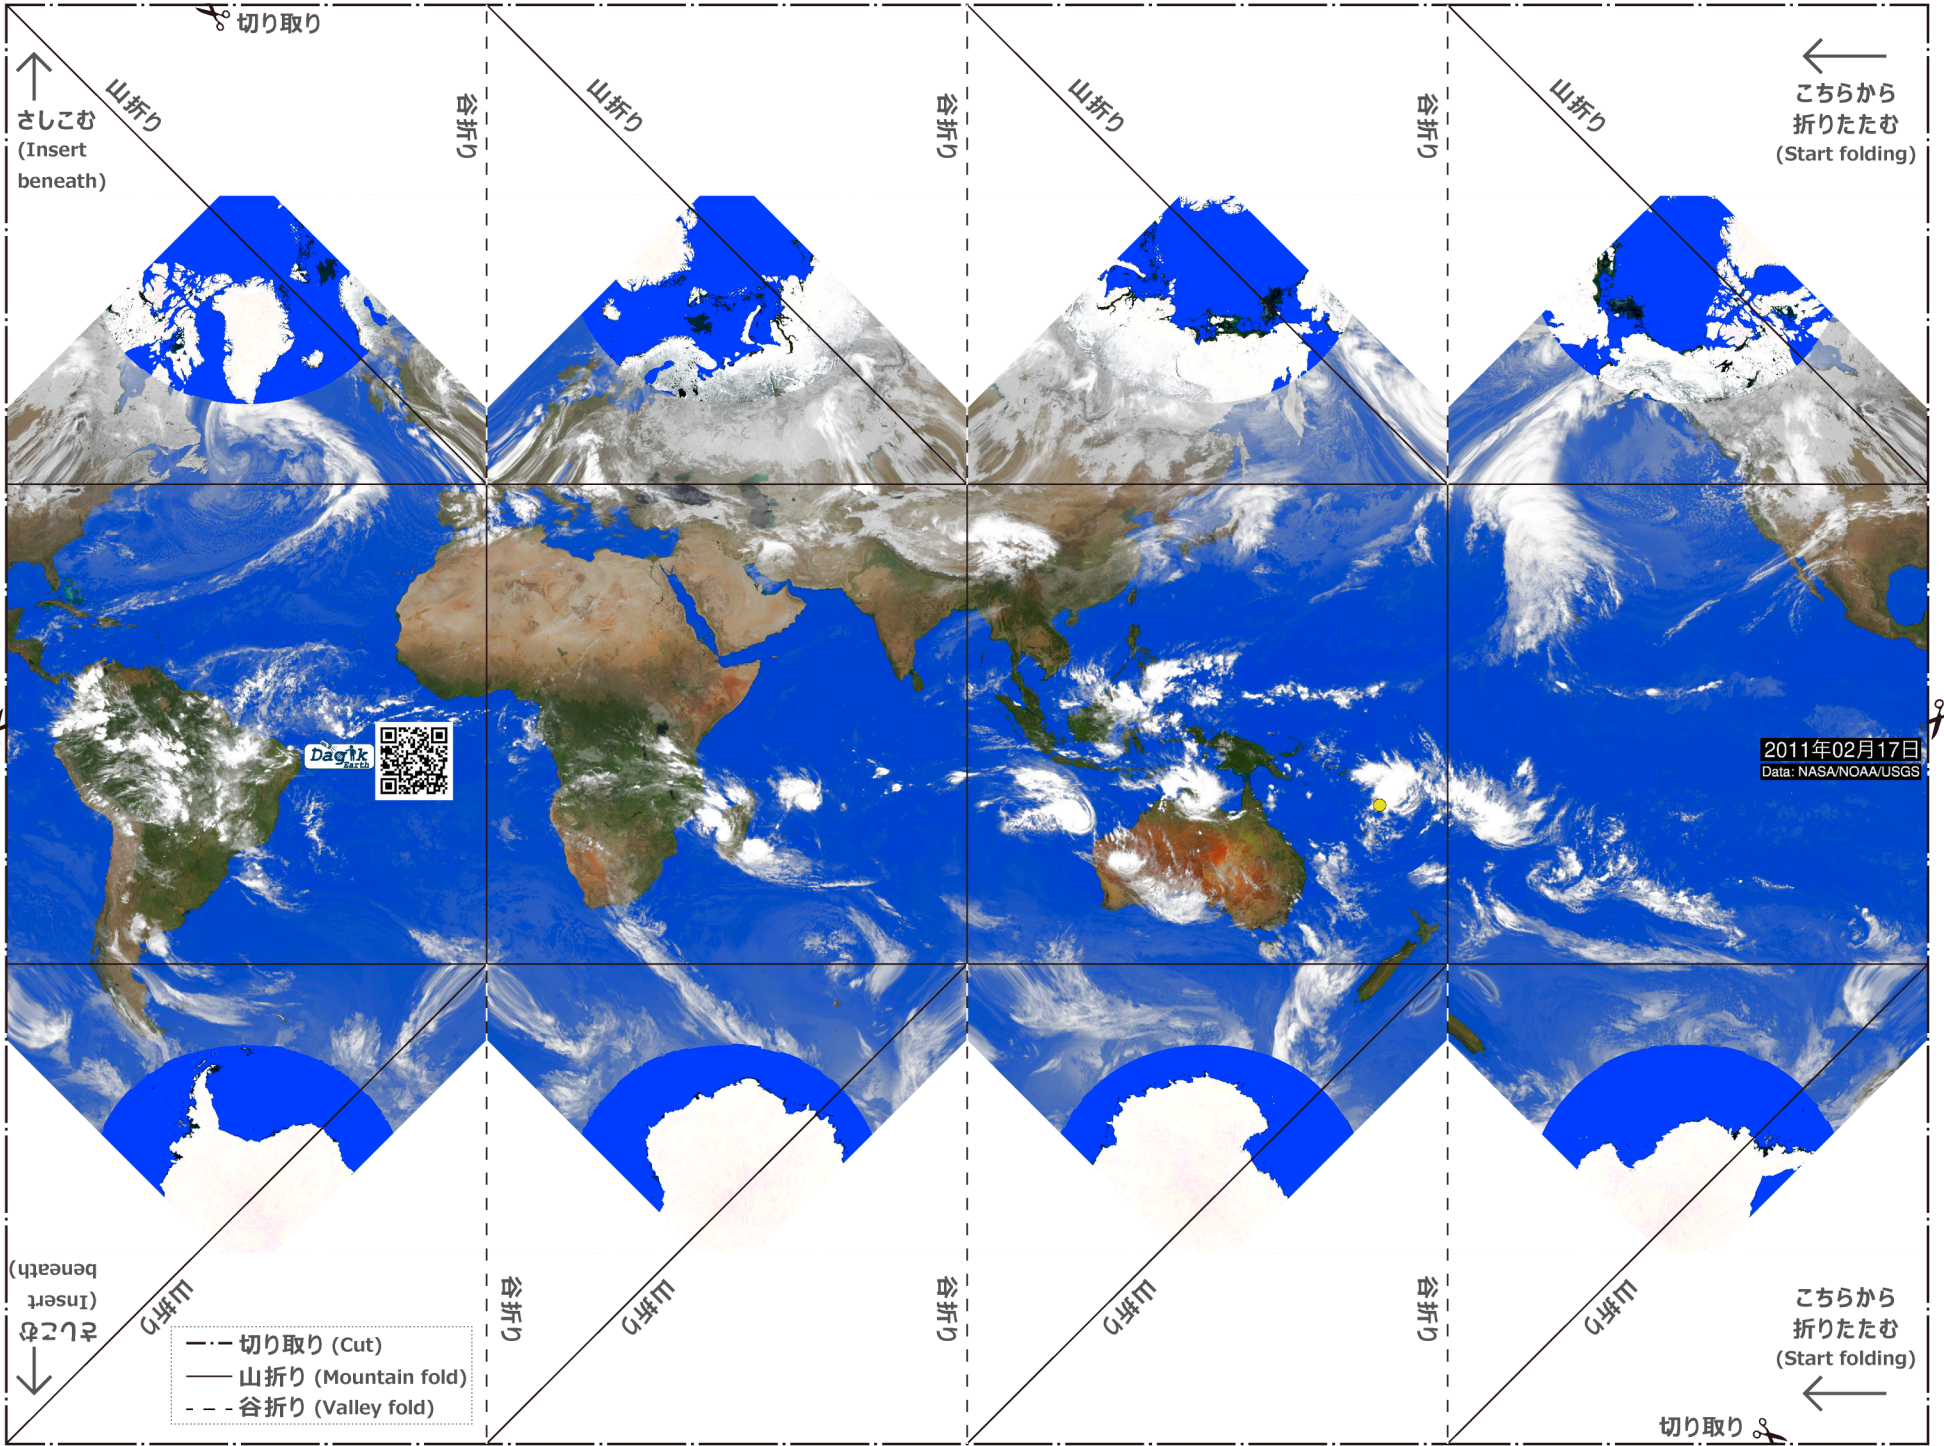 切り取り
山折り
谷折り
山折り
谷折り
山折り
谷折り
山折り
さしこむ
(Insert
beneath)
こちらから
折りたたむ
(Start folding)
Dagik
Earth
2011年02月17日
Data: NASA/NOAA/USGS
さしこむ
(Insert
beneath)
山折り
谷折り
山折り
谷折り
山折り
谷折り
山折り
切り取り (Cut)
山折り (Mountain fold)
谷折り (Valley fold)
こちらから
折りたたむ
(Start folding)
切り取り